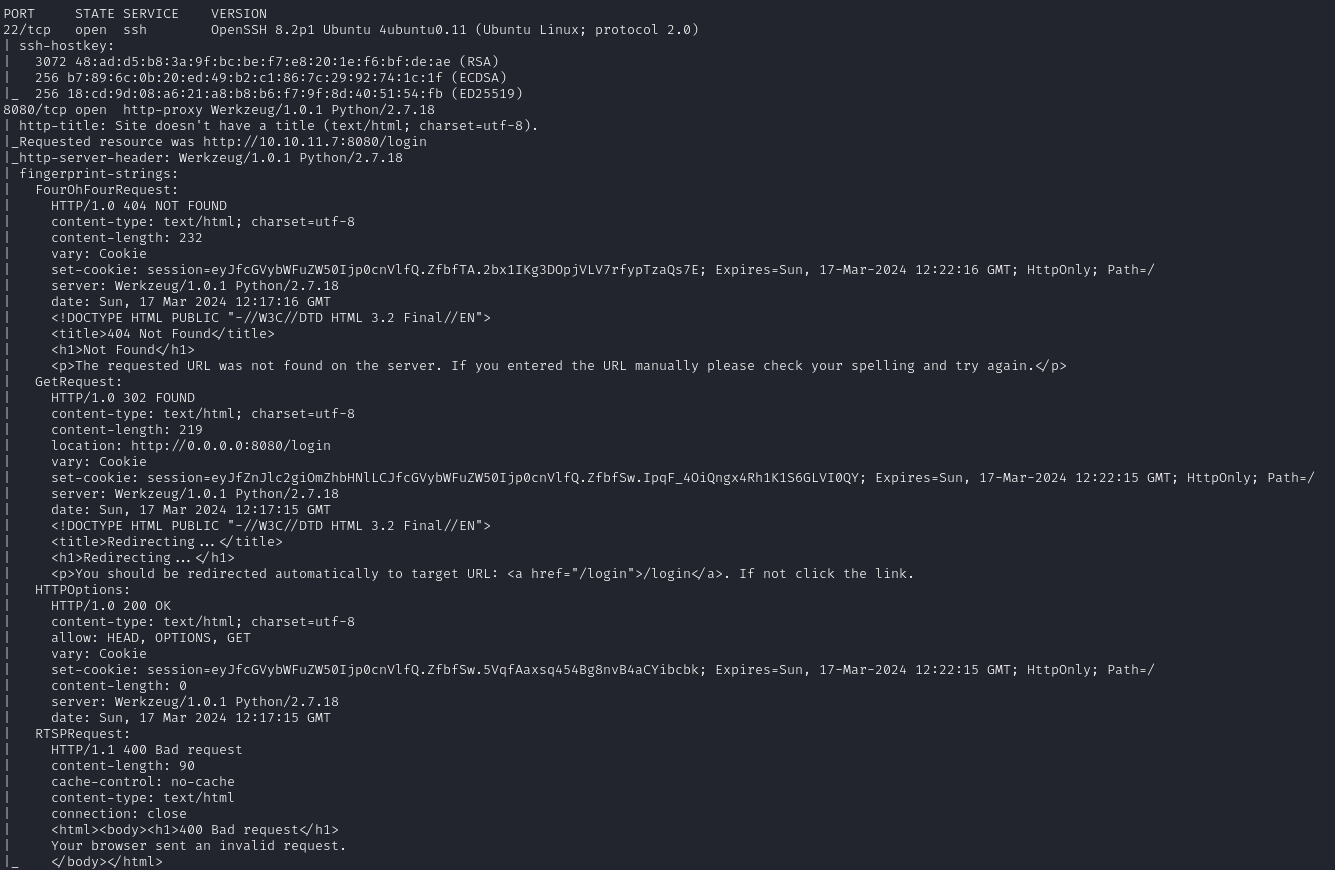 PORT     STATE SERVICE    VERSION
22/tcp   open  ssh        OpenSSH 8.2p1 Ubuntu 4ubuntu0.11 (Ubuntu Linux; protocol 2.0)
| ssh-hostkey:
|   3072 48:ad:d5:b8:3a:9f:bc:be:f7:e8:20:1e:f6:bf:de:ae (RSA)
|   256 b7:89:6c:0b:20:ed:49:b2:c1:86:7c:29:92:74:1c:1f (ECDSA)
|_  256 18:cd:9d:08:a6:21:a8:b8:b6:f7:9f:8d:40:51:54:fb (ED25519)
8080/tcp open  http-proxy Werkzeug/1.0.1 Python/2.7.18
| http-title: Site doesn't have a title (text/html; charset=utf-8).
|_Requested resource was http://10.10.11.7:8080/login
|_http-server-header: Werkzeug/1.0.1 Python/2.7.18
| fingerprint-strings:
|   FourOhFourRequest:
|     HTTP/1.0 404 NOT FOUND
|     content-type: text/html; charset=utf-8
|     content-length: 232
|     vary: Cookie
|     set-cookie: session=eyJfcGVybWFuZW50Ijp0cnVlfQ.ZfbfTA.2bx1IKg3DOpjVLV7rfypTzaQs7E; Expires=Sun, 17-Mar-2024 12:22:16 GMT; HttpOnly; Path=/
|     server: Werkzeug/1.0.1 Python/2.7.18
|     date: Sun, 17 Mar 2024 12:17:16 GMT
|     <!DOCTYPE HTML PUBLIC "-//W3C//DTD HTML 3.2 Final//EN">
|     <title>404 Not Found</title>
|     <h1>Not Found</h1>
|     <p>The requested URL was not found on the server. If you entered the URL manually please check your spelling and try again.</p>
|   GetRequest:
|     HTTP/1.0 302 FOUND
|     content-type: text/html; charset=utf-8
|     content-length: 219
|     location: http://0.0.0.0:8080/login
|     vary: Cookie
|     set-cookie: session=eyJfZnJlc2giOmZhbHNlLCJfcGVybWFuZW50Ijp0cnVlfQ.ZfbfSw.IpqF_4OiQngx4Rh1K1S6GLVI0QY; Expires=Sun, 17-Mar-2024 12:22:15 GMT; HttpOnly; Path=/
|     server: Werkzeug/1.0.1 Python/2.7.18
|     date: Sun, 17 Mar 2024 12:17:15 GMT
|     <!DOCTYPE HTML PUBLIC "-//W3C//DTD HTML 3.2 Final//EN">
|     <title>Redirecting...</title>
|     <h1>Redirecting...</h1>
|     <p>You should be redirected automatically to target URL: <a href="/login">/login</a>. If not click the link.
|   HTTPOptions:
|     HTTP/1.0 200 OK
|     content-type: text/html; charset=utf-8
|     allow: HEAD, OPTIONS, GET
|     vary: Cookie
|     set-cookie: session=eyJfcGVybWFuZW50Ijp0cnVlfQ.ZfbfSw.5VqfAaxsq454Bg8nvB4aCYibcbk; Expires=Sun, 17-Mar-2024 12:22:15 GMT; HttpOnly; Path=/
|     content-length: 0
|     server: Werkzeug/1.0.1 Python/2.7.18
|     date: Sun, 17 Mar 2024 12:17:15 GMT
|   RTSPRequest:
|     HTTP/1.1 400 Bad request
|     content-length: 90
|     cache-control: no-cache
|     content-type: text/html
|     connection: close
|     <html><body><h1>400 Bad request</h1>
|     Your browser sent an invalid request.
|_    </body></html>